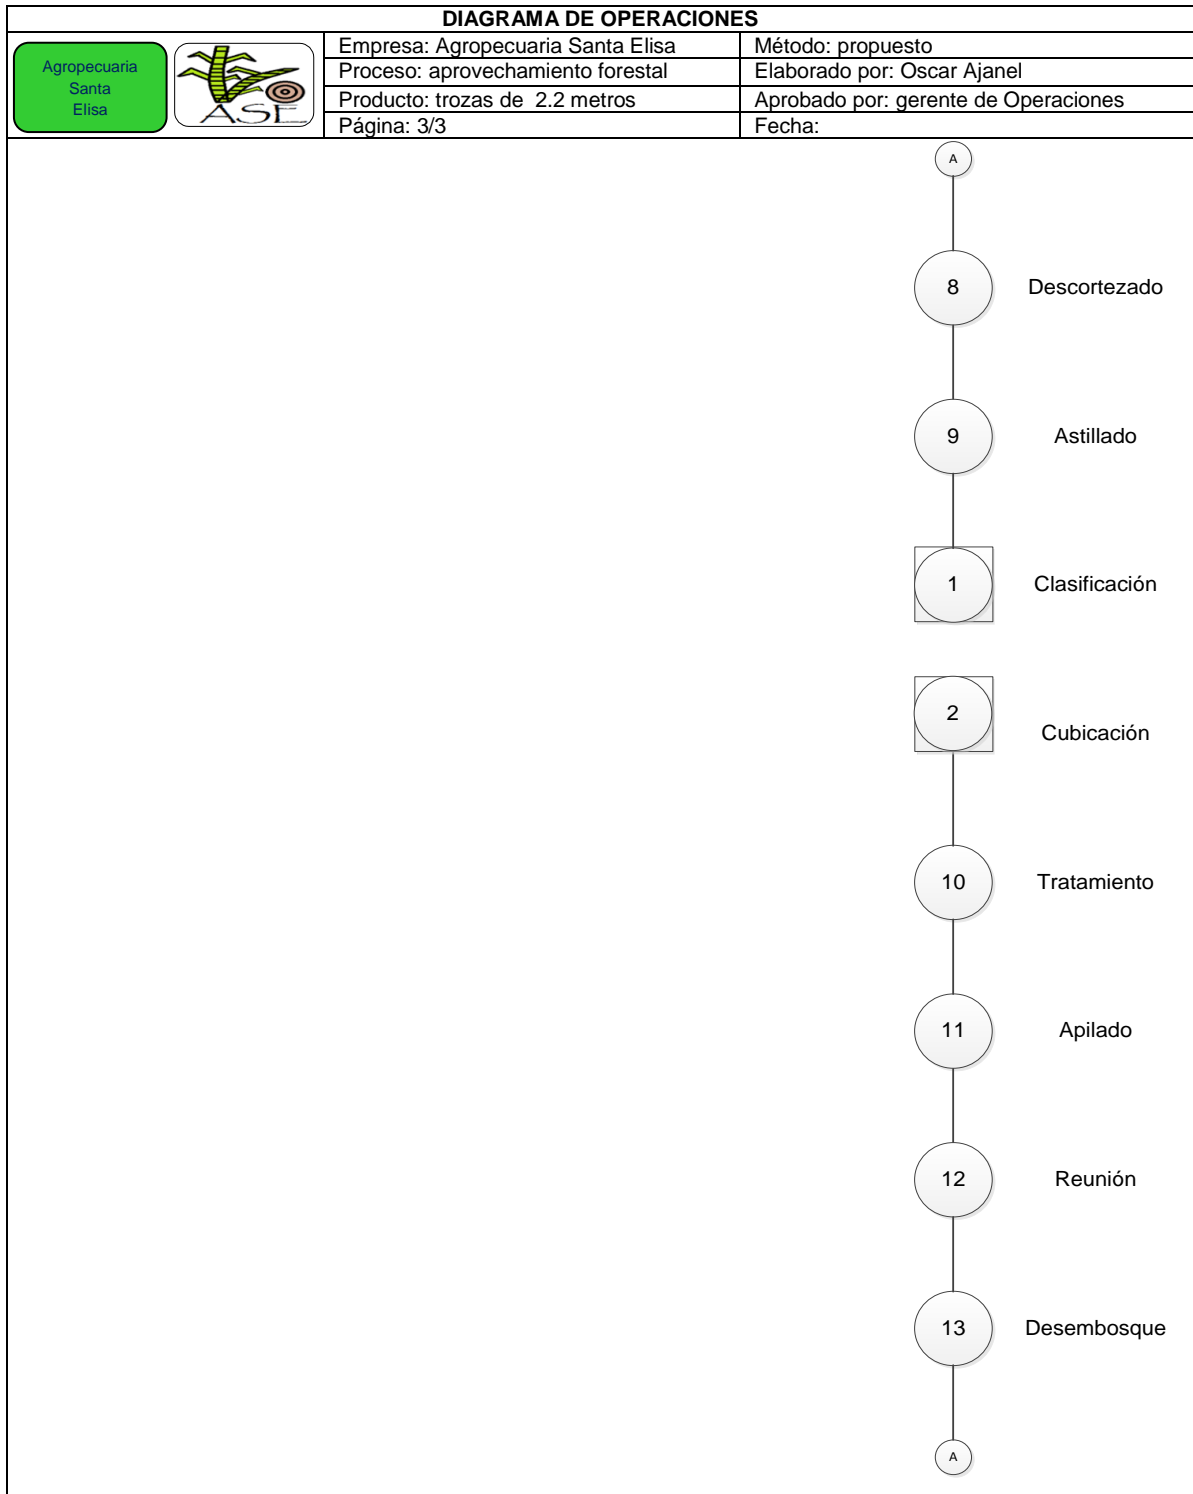 DIAGRAMA DE OPERACIONES
Agropecuaria
Santa
Elisa
ASE
Empresa: Agropecuaria Santa Elisa
Método: propuesto
Proceso: aprovechamiento forestal
Elaborado por: Oscar Ajanel
Producto: trozas de  2.2 metros
Aprobado por: gerente de Operaciones
Página: 3/3
Fecha:
A
8 Descortezado
9 Astillado
1 Clasificación
2 Cubicación
10 Tratamiento
11 Apilado
12 Reunión
13 Desembosque
A